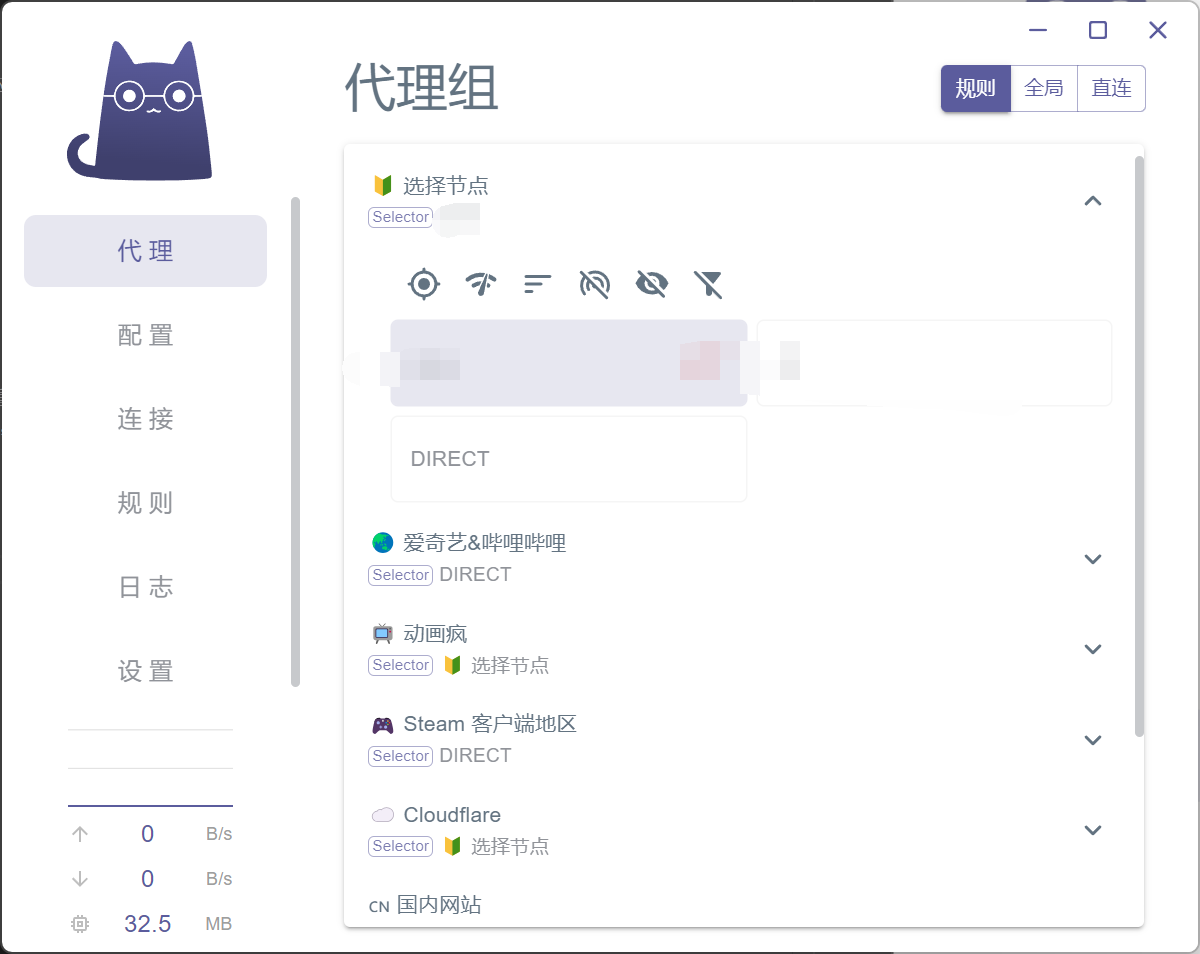 代理组
规则 全局 直连
代理
配置
连接
规则
日志
设置
0 B/s
0 B/s
32.5 MB
🔰 选择节点
Selector
DIRECT
🌏 爱奇艺&哔哩哔哩
Selector DIRECT
📺 动画疯
Selector 🔰 选择节点
🎮 Steam 客户端地区
Selector DIRECT
☁️ Cloudflare
Selector 🔰 选择节点
CN 国内网站